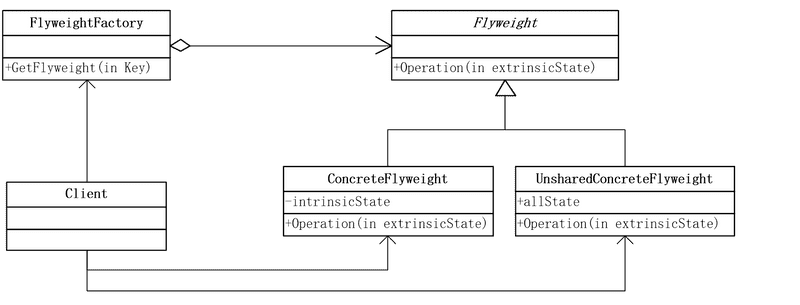 FlyweightFactory
+GetFlyweight(in Key)
Flyweight
+Operation(in extrinsicState)
Client
ConcreteFlyweight
-intrinsicState
+Operation(in extrinsicState)
UnsharedConcreteFlyweight
+allState
+Operation(in extrinsicState)